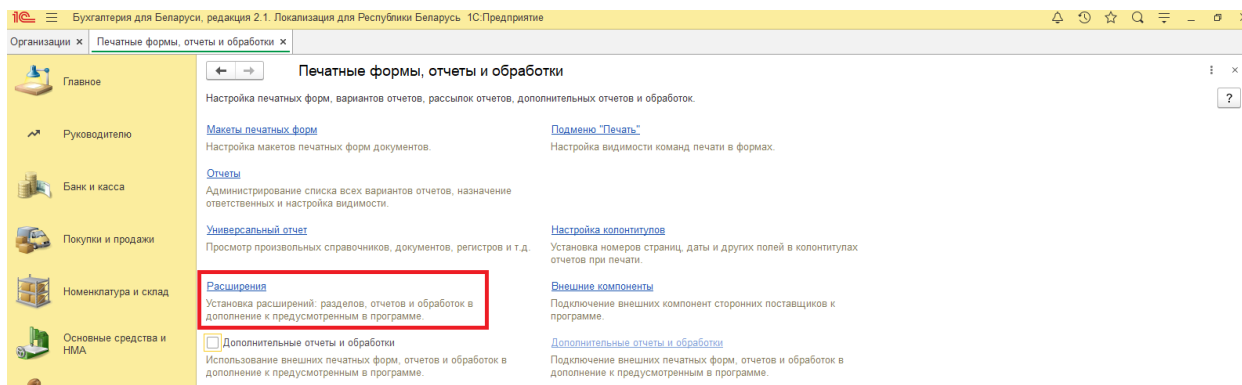 Бухгалтерия для Беларуси, редакция 2.1. Локализация для Республики Беларусь 1С:Предприятие
Организации × Печатные формы, отчеты и обработки ×
Главное
Руководителю
Банк и касса
Покупки и продажи
Номенклатура и склад
Основные средства и
НМА
Печатные формы, отчеты и обработки
Настройка печатных форм, вариантов отчетов, рассылок отчетов, дополнительных отчетов и обработок.
?
Макеты печатных форм
Настройка макетов печатных форм документов.
Подменю "Печать"
Настройка видимости команд печати в формах.
Отчеты
Администрирование списка всех вариантов отчетов, назначение
ответственных и настройка видимости.
Универсальный отчет
Просмотр произвольных справочников, документов, регистров и т.д.
Настройка колонтитулов
Установка номеров страниц, даты и других полей в колонтитулах
отчетов при печати.
Расширения
Установка расширений: разделов, отчетов и обработок в
дополнение к предусмотренным в программе.
Внешние компоненты
Подключение внешних компонент сторонних поставщиков к
программе.
Дополнительные отчеты и обработки
Использование внешних печатных форм, отчетов и обработок в
дополнение к предусмотренным в программе.
Дополнительные отчеты и обработки
Подключение внешних печатных форм, отчетов и обработок в
дополнение к предусмотренным в программе.